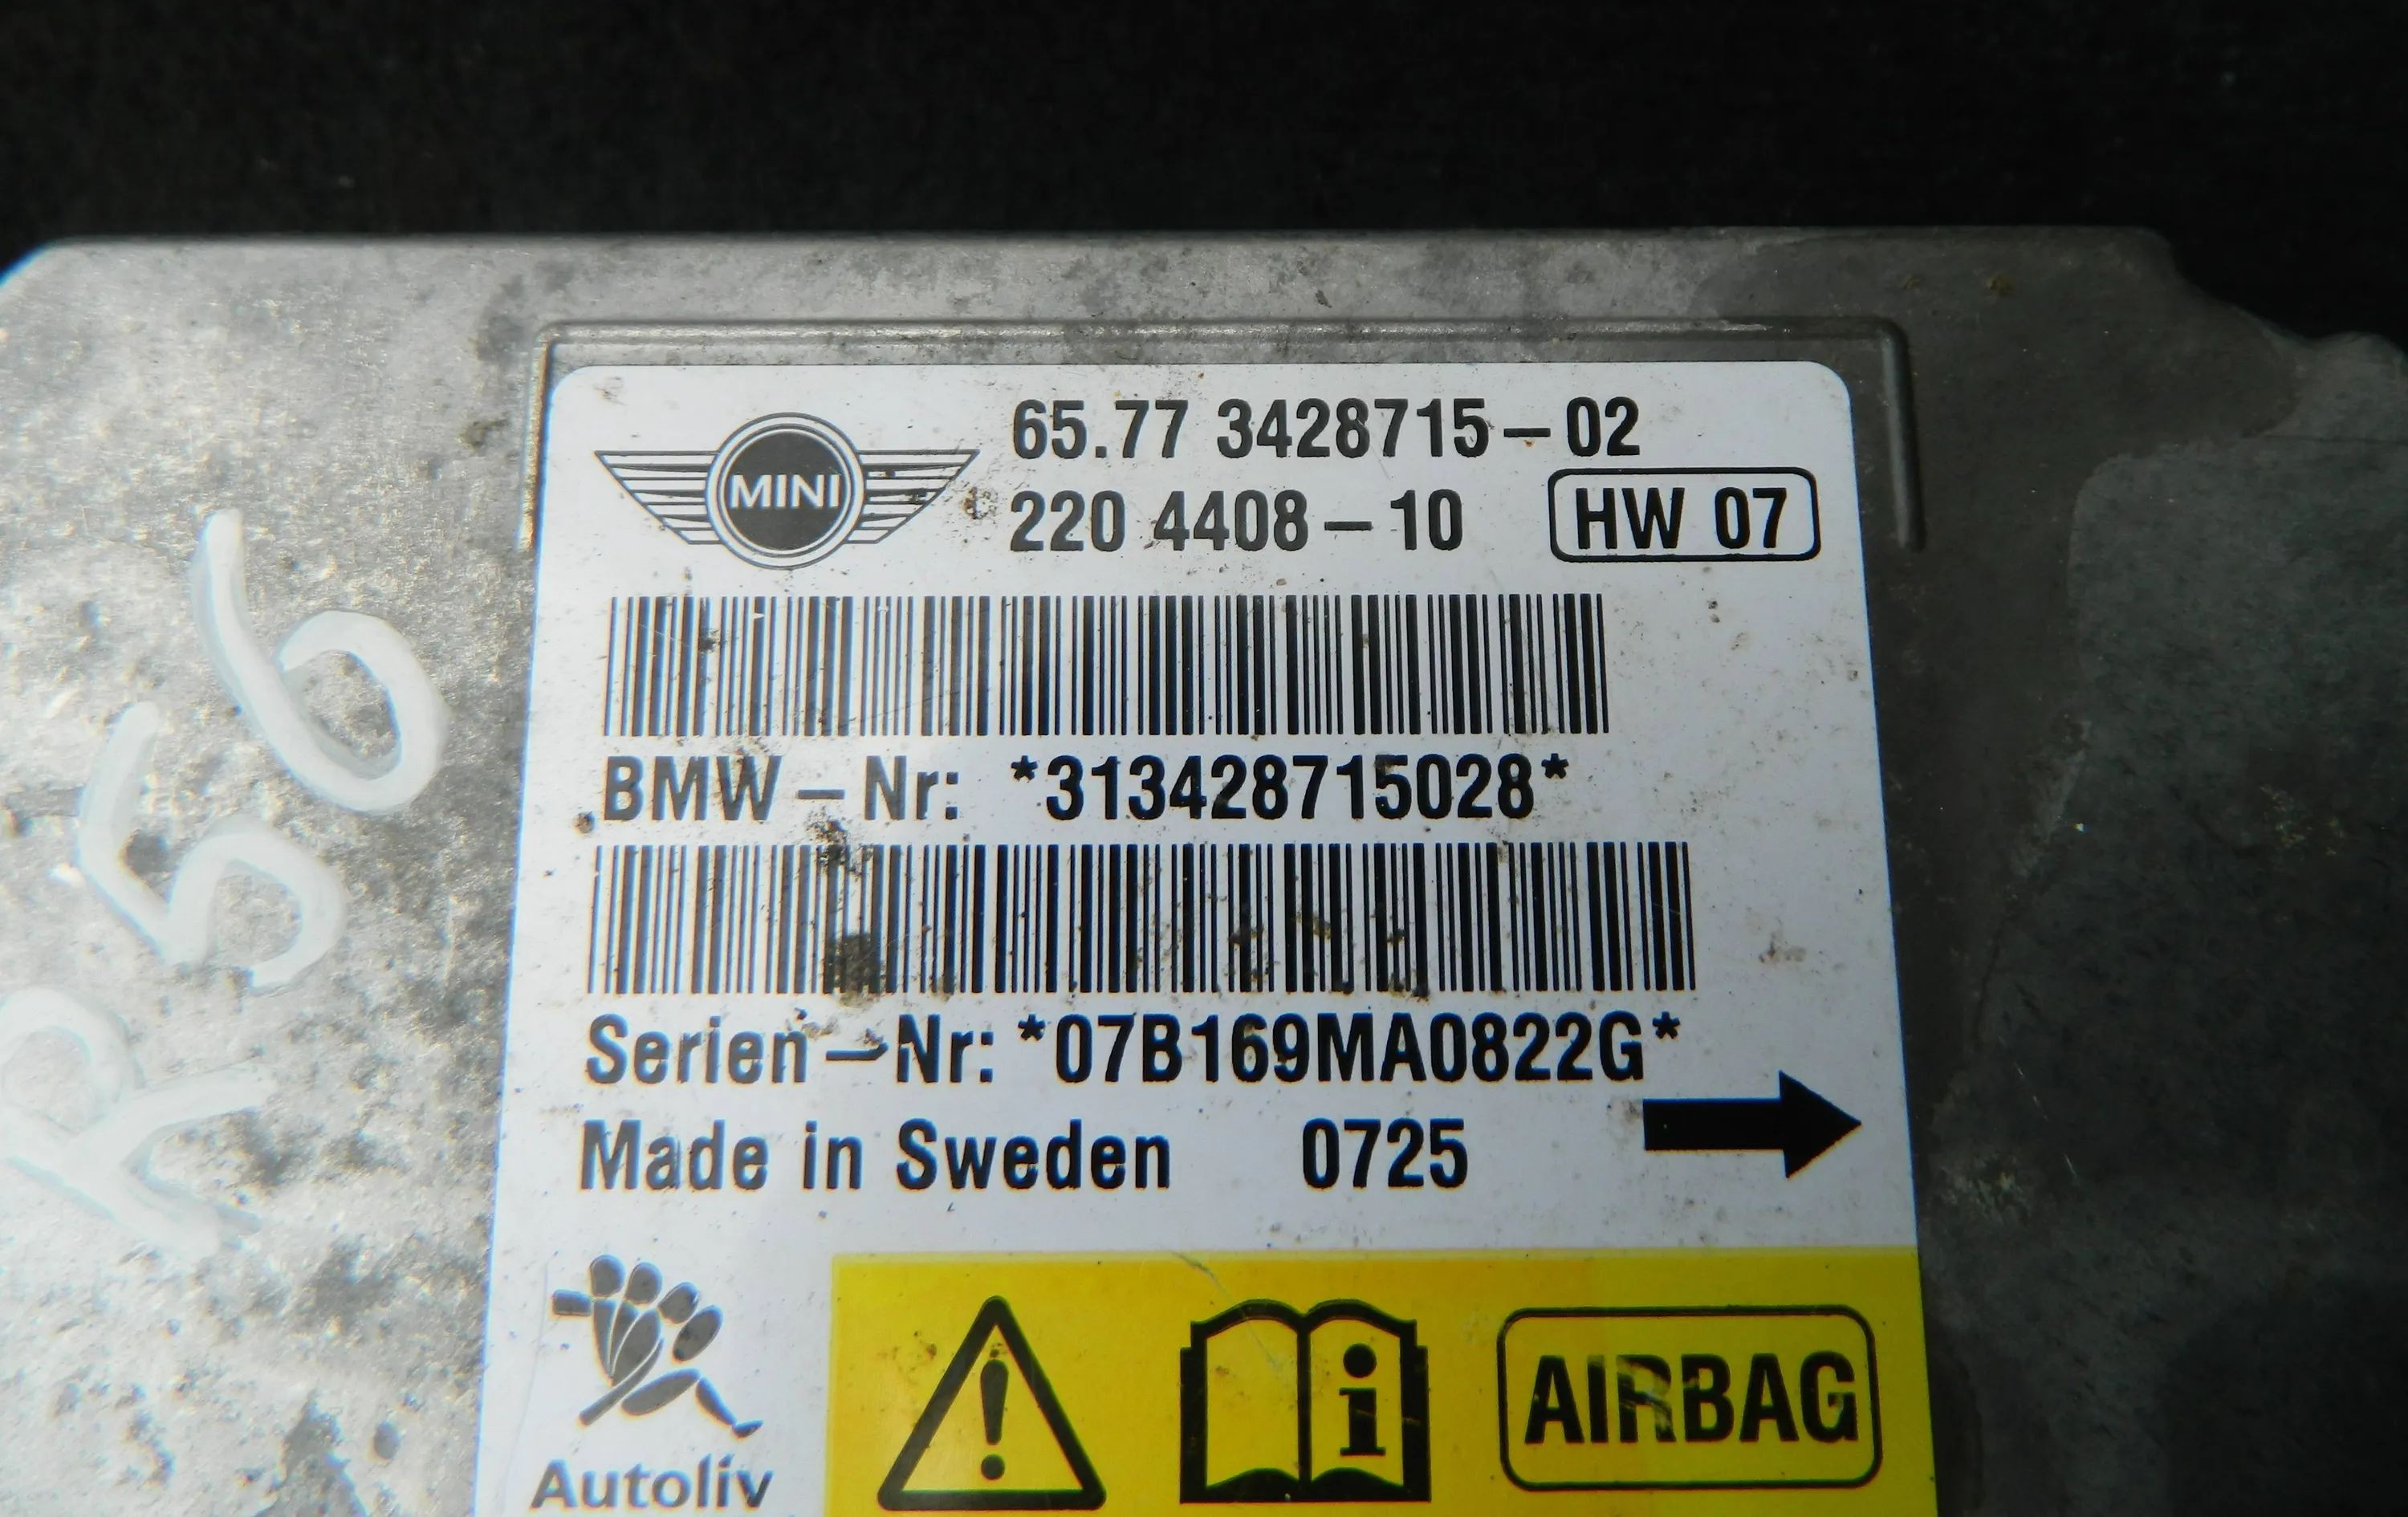 65.77 3428715-02
MINI
220 4408-10 HW 07
BMW-Nr: *313428715028*
Serien-Nr: *07B169MA0822G*
Made in Sweden 0725
Autoliv
AIRBAG
R56